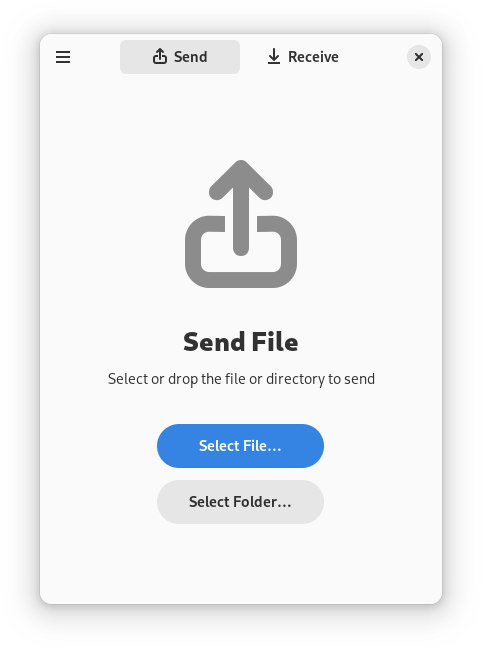 Send
Receive
Send File
Select or drop the file or directory to send
Select File…
Select Folder…